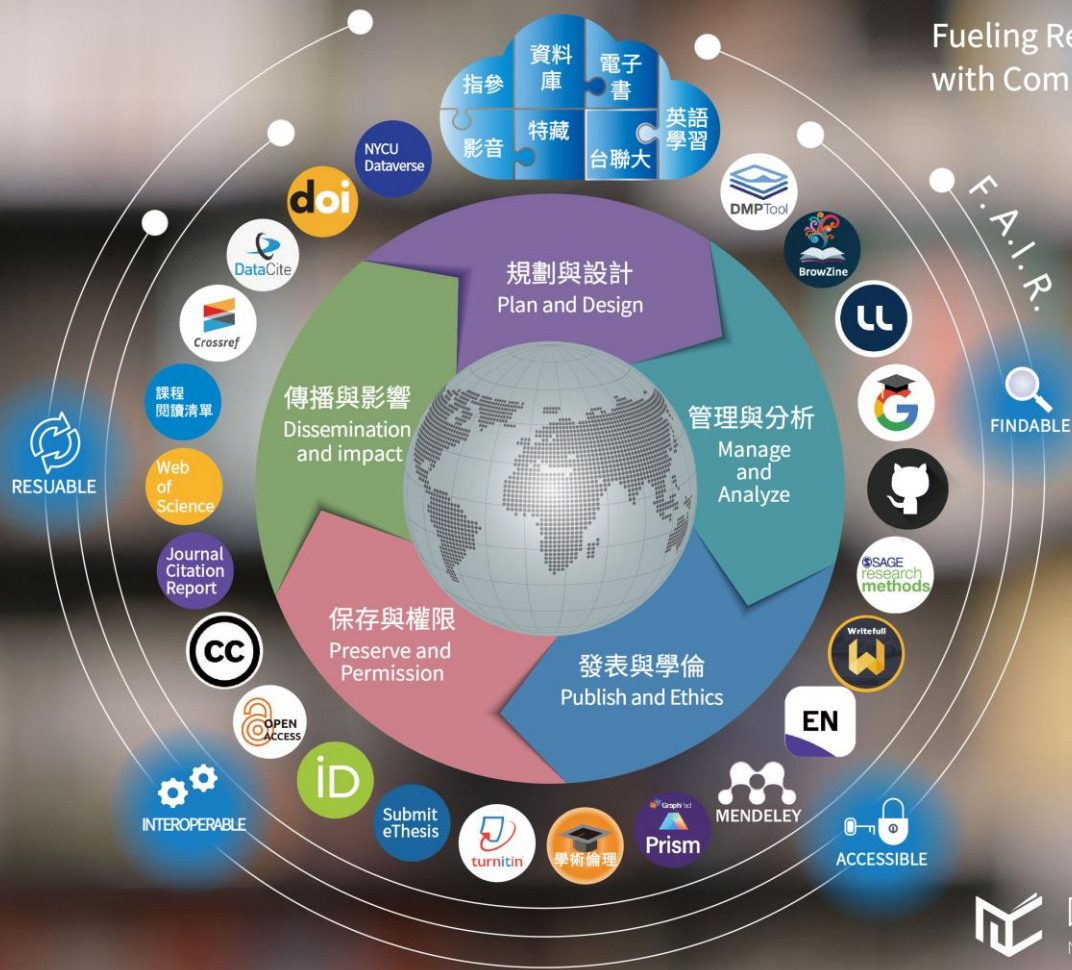 Fueling Re
with Com
指參
資料
庫
電子
書
英語
學習
影音
特藏
台聯大
NYCU
Dataverse
doi
DataCite
Crossref
課程
閱讀清單
Web
of
Science
Journal
Citation
Report
CC
OPEN
ACCESS
iD
Submit
eThesis
turnitin
學術倫理
GraphPad
Prism
MENDELEY
EN
Writefull
SAGE
research
methods
G
BrowZine
DMPTool
F.A.I.R.
FINDABLE
ACCESSIBLE
INTEROPERABLE
RESUABLE
規劃與設計
Plan and Design
管理與分析
Manage
and
Analyze
發表與學倫
Publish and Ethics
保存與權限
Preserve and
Permission
傳播與影響
Dissemination
and impact